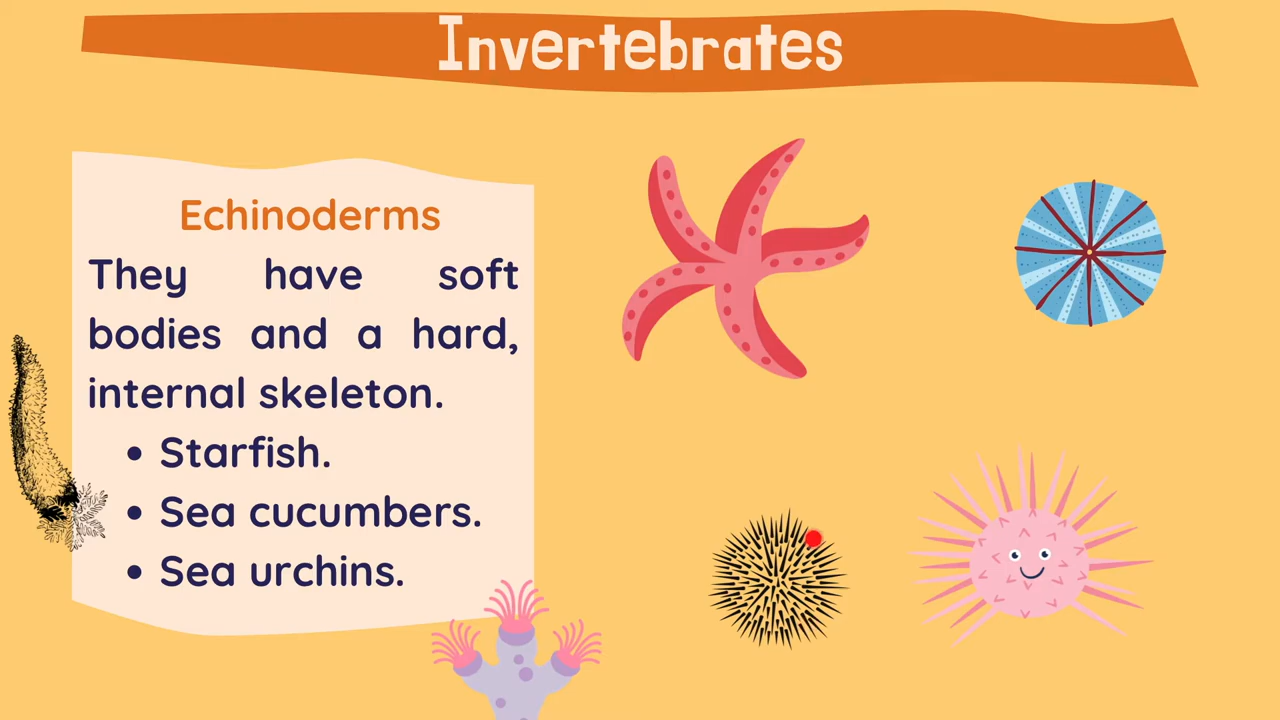 Invertebrates
Echinoderms
They have soft
bodies and a hard,
internal skeleton.
• Starfish.
• Sea cucumbers.
• Sea urchins.